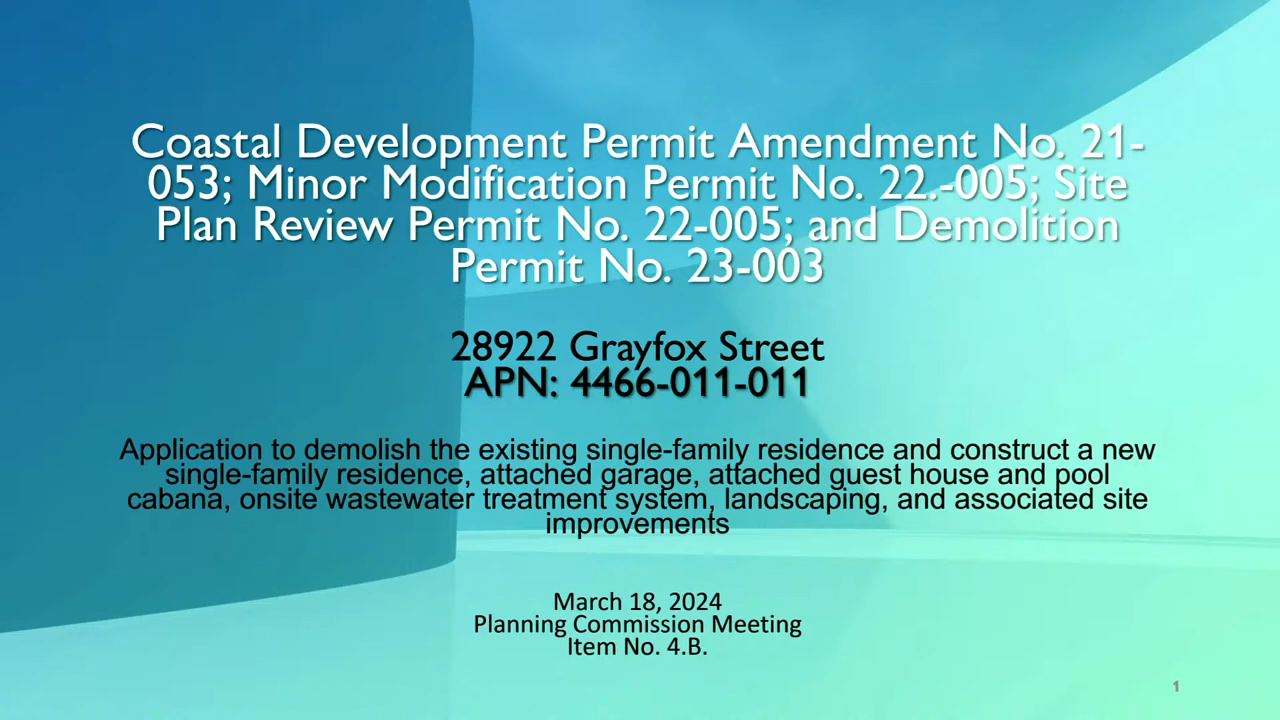 Coastal Development Permit Amendment No. 21-
053; Minor Modification Permit No. 22.-005; Site
Plan Review Permit No. 22-005; and Demolition
Permit No. 23-003
28922 Grayfox Street
APN: 4466-011-011
Application to demolish the existing single-family residence and construct a new
single-family residence, attached garage, attached guest house and pool
cabana, onsite wastewater treatment system, landscaping, and associated site
improvements
March 18, 2024
Planning Commission Meeting
Item No. 4.B.
1